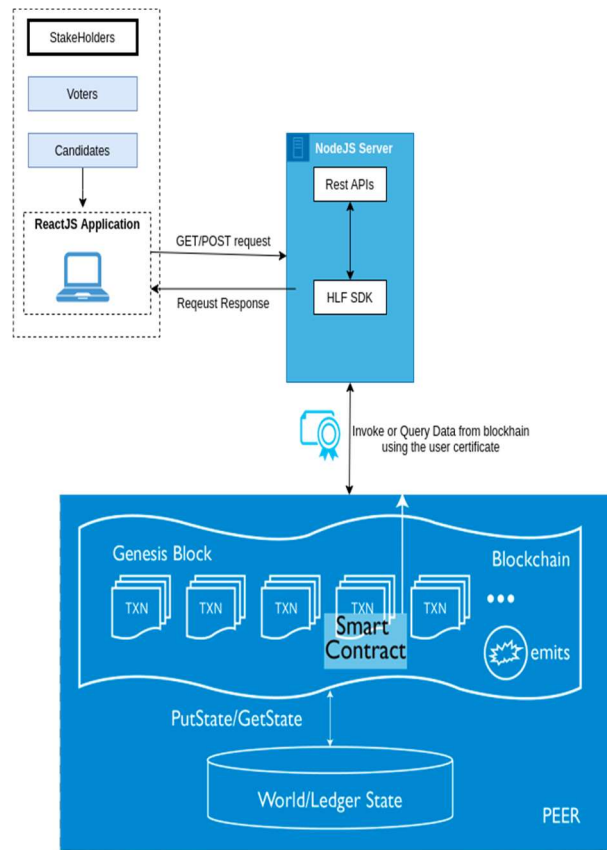 StakeHolders
Voters
Candidates
ReactJS Application
GET/POST request
Reqeust Response
NodeJS Server
Rest APIs
HLF SDK
Invoke or Query Data from blockhain
using the user certificate
Genesis Block
Blockchain
TXN
TXN
TXN
TXN
TXN
Smart
Contract
emits
PutState/GetState
World/Ledger State
PEER